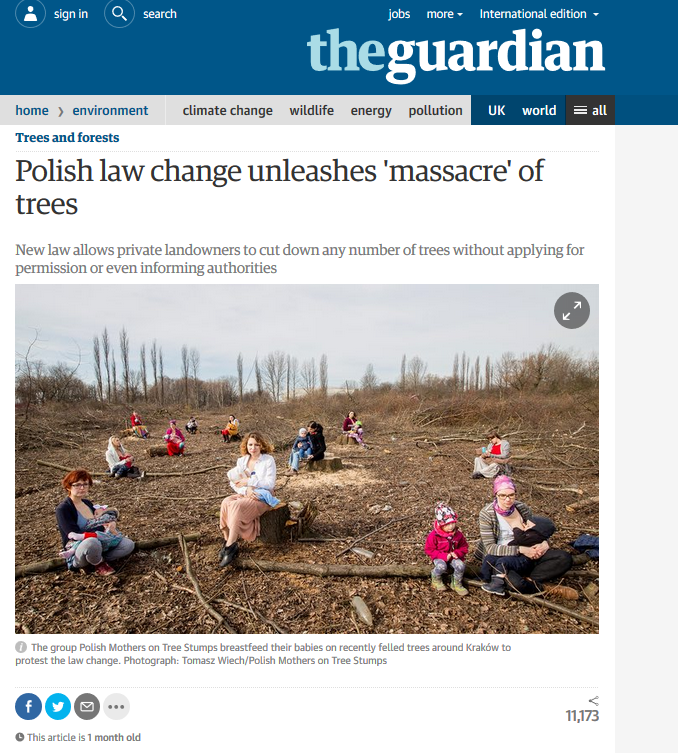 sign in
search
jobs
more
International edition
theguardian
home
environment
climate change
wildlife
energy
pollution
UK
world
all
Trees and forests
Polish law change unleashes 'massacre' of
trees
New law allows private landowners to cut down any number of trees without applying for
permission or even informing authorities
The group Polish Mothers on Tree Stumps breastfeed their babies on recently felled trees around Kraków to
protest the law change. Photograph: Tomasz Wiech/Polish Mothers on Tree Stumps
11,173
This article is 1 month old